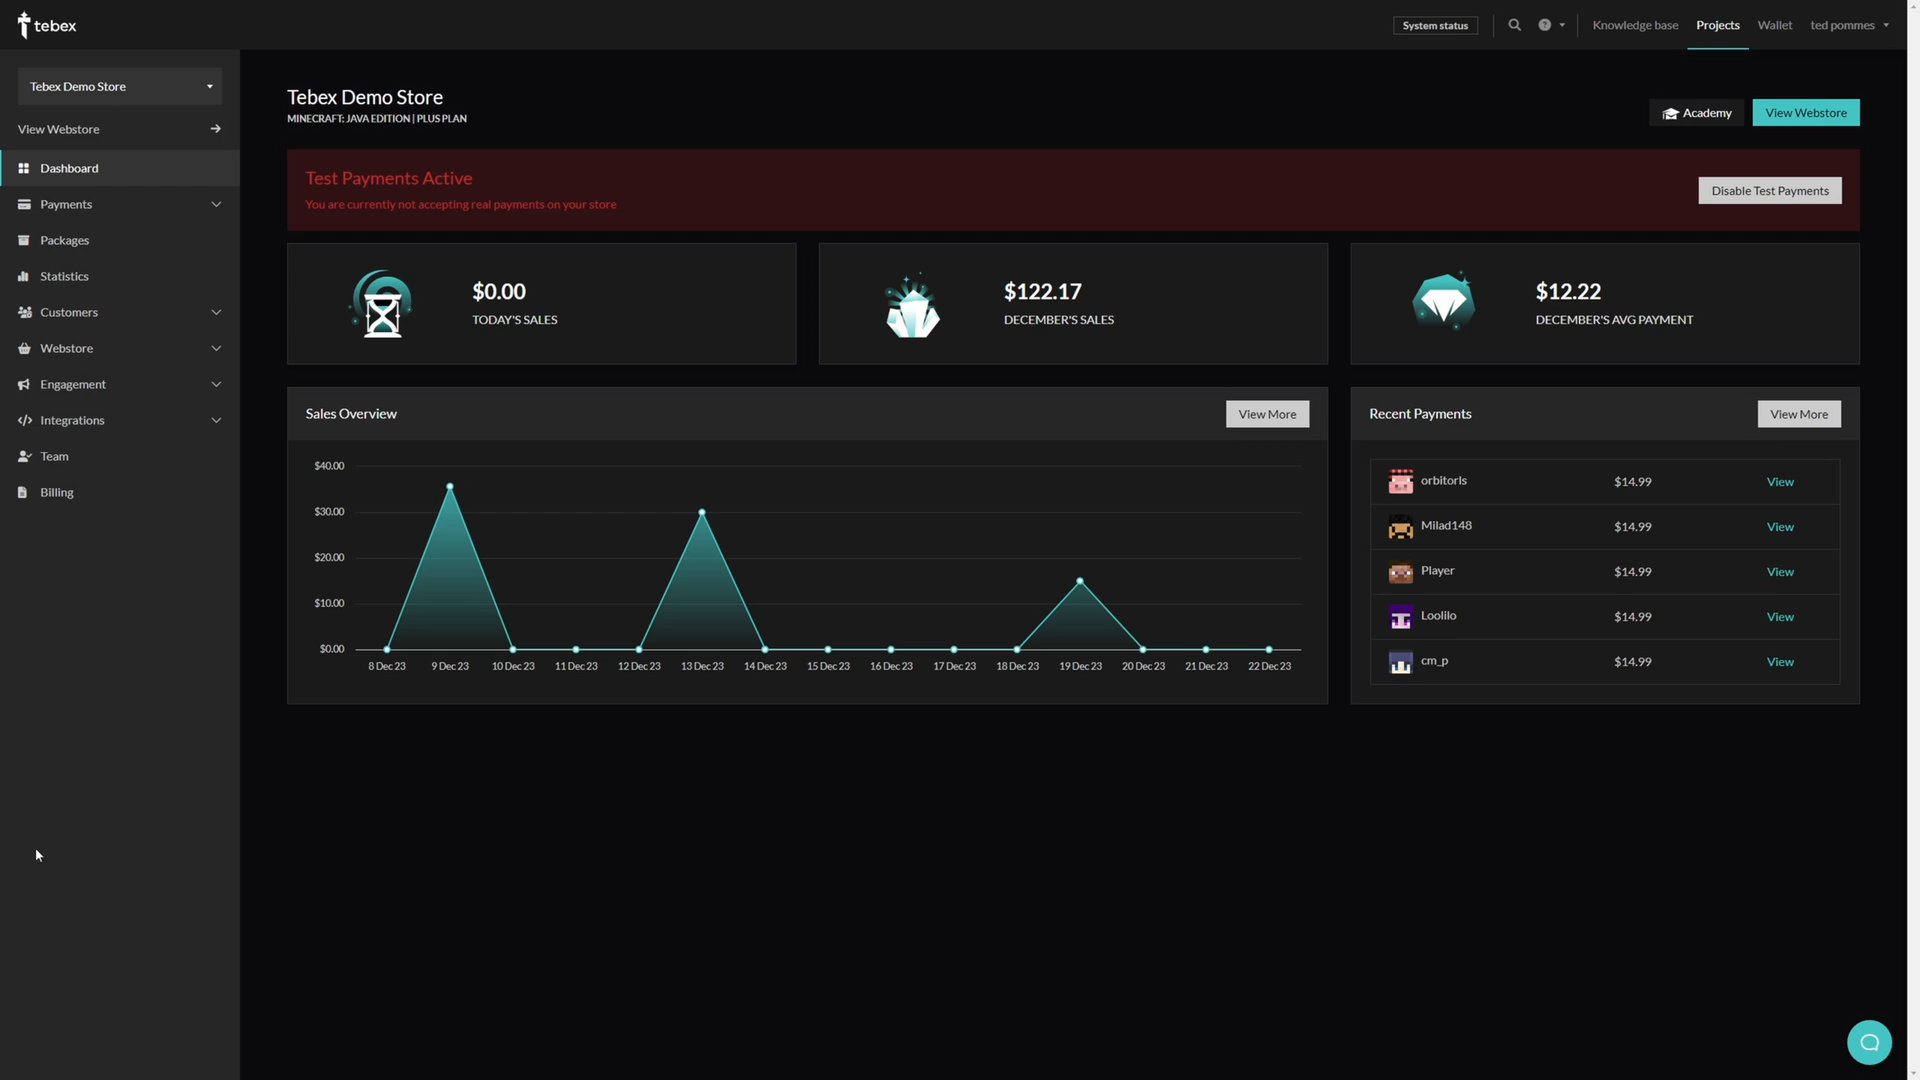 tebex
System status
Knowledge base
Projects
Wallet
ted pommes
Tebex Demo Store
View Webstore
Dashboard
Payments
Packages
Statistics
Customers
Webstore
Engagement
Integrations
Team
Billing
Tebex Demo Store
MINECRAFT: JAVA EDITION | PLUS PLAN
Academy
View Webstore
Test Payments Active
You are currently not accepting real payments on your store
Disable Test Payments
$0.00
TODAY'S SALES
$122.17
DECEMBER'S SALES
$12.22
DECEMBER'S AVG PAYMENT
Sales Overview
View More
$40.00
$30.00
$20.00
$10.00
$0.00
8 Dec 23 9 Dec 23 10 Dec 23 11 Dec 23 12 Dec 23 13 Dec 23 14 Dec 23 15 Dec 23 16 Dec 23 17 Dec 23 18 Dec 23 19 Dec 23 20 Dec 23 21 Dec 23 22 Dec 23
Recent Payments
View More
orbitorls $14.99 View
Milad148 $14.99 View
Player $14.99 View
Loolilo $14.99 View
cm_p $14.99 View